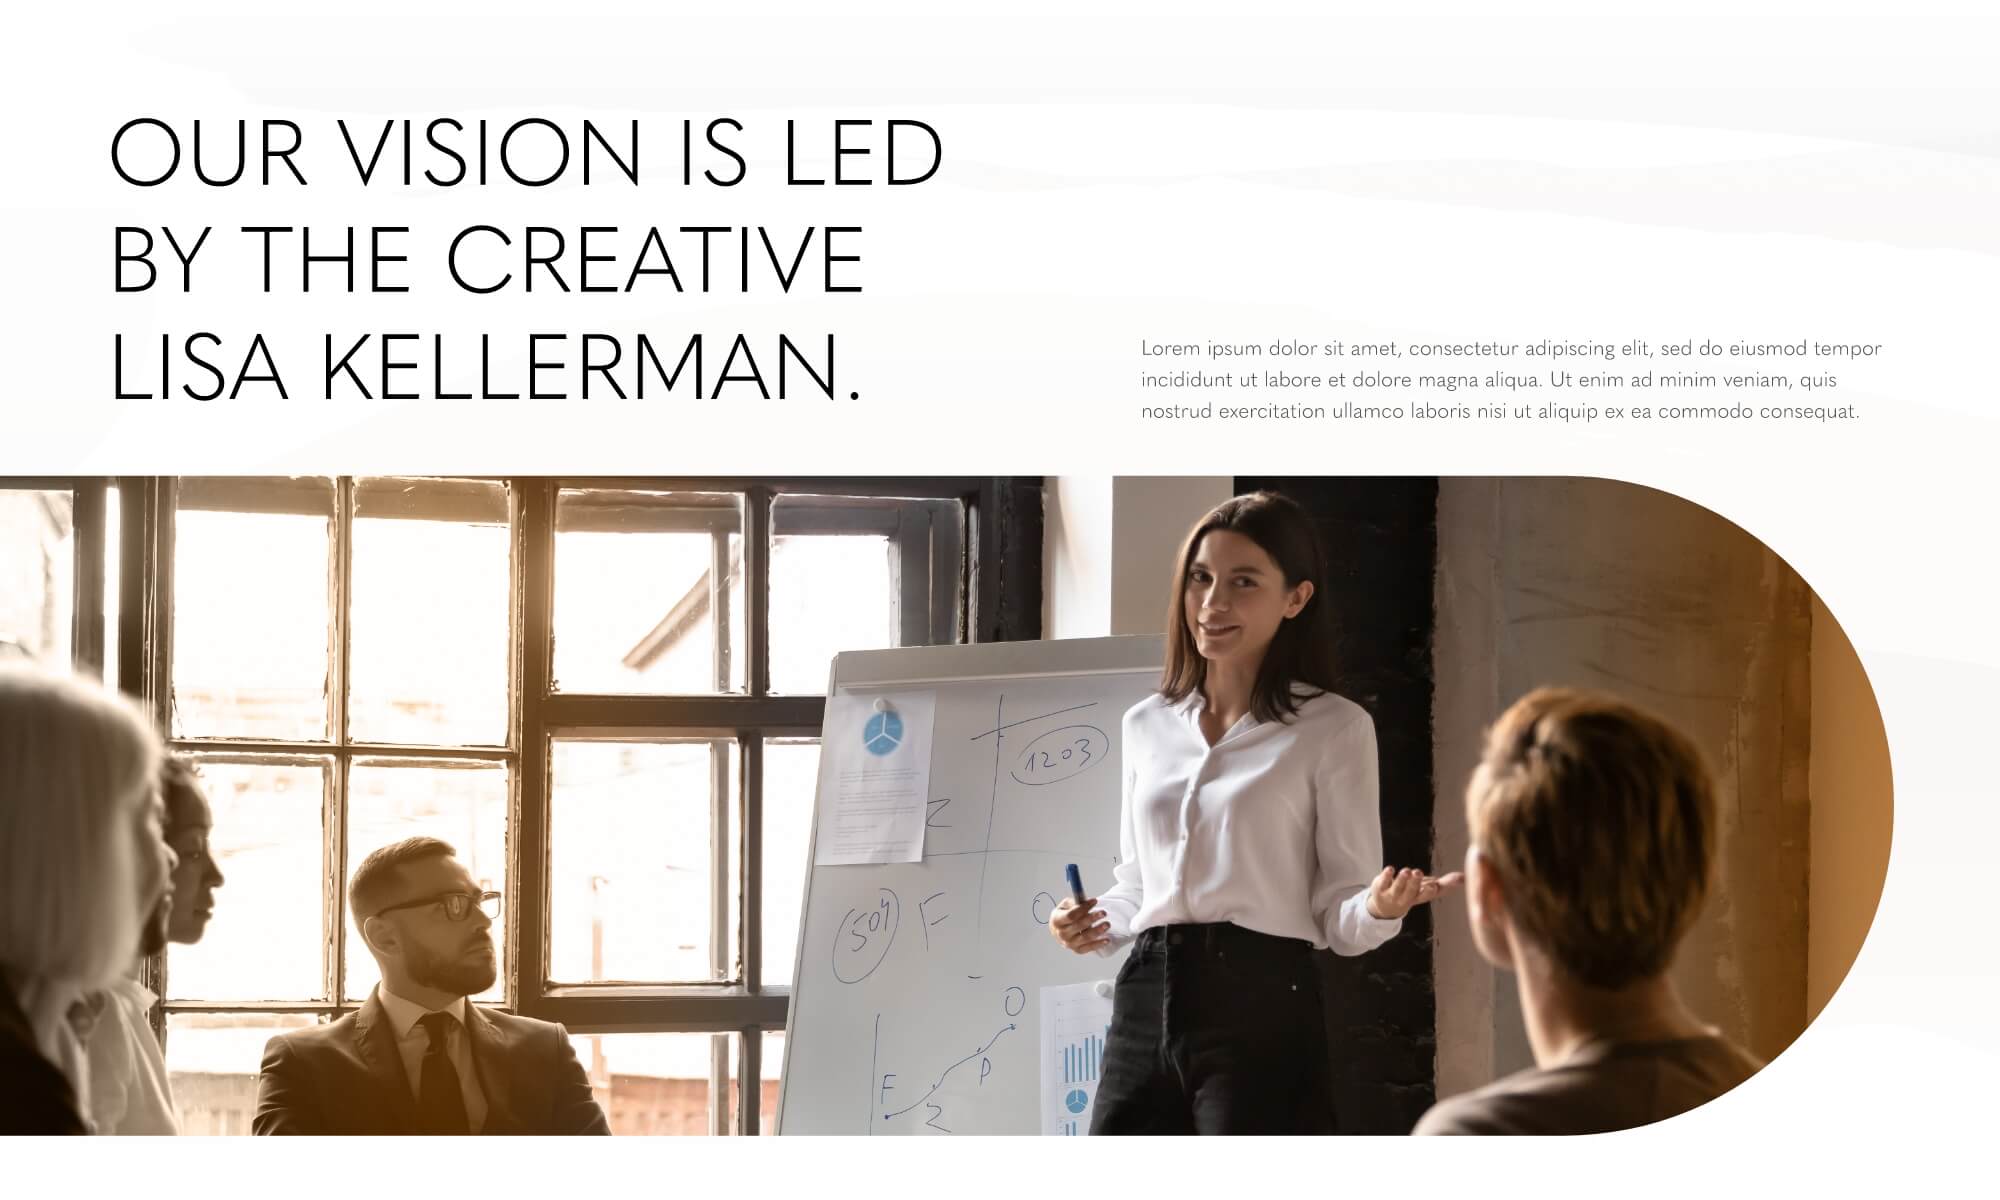 OUR VISION IS LED
BY THE CREATIVE
LISA KELLERMAN.
Lorem ipsum dolor sit amet, consectetur adipiscing elit, sed do eiusmod tempor
incididunt ut labore et dolore magna aliqua. Ut enim ad minim veniam, quis
nostrud exercitation ullamco laboris nisi ut aliquip ex ea commodo consequat.
1203
Z
504 F O
O
P
F
Z